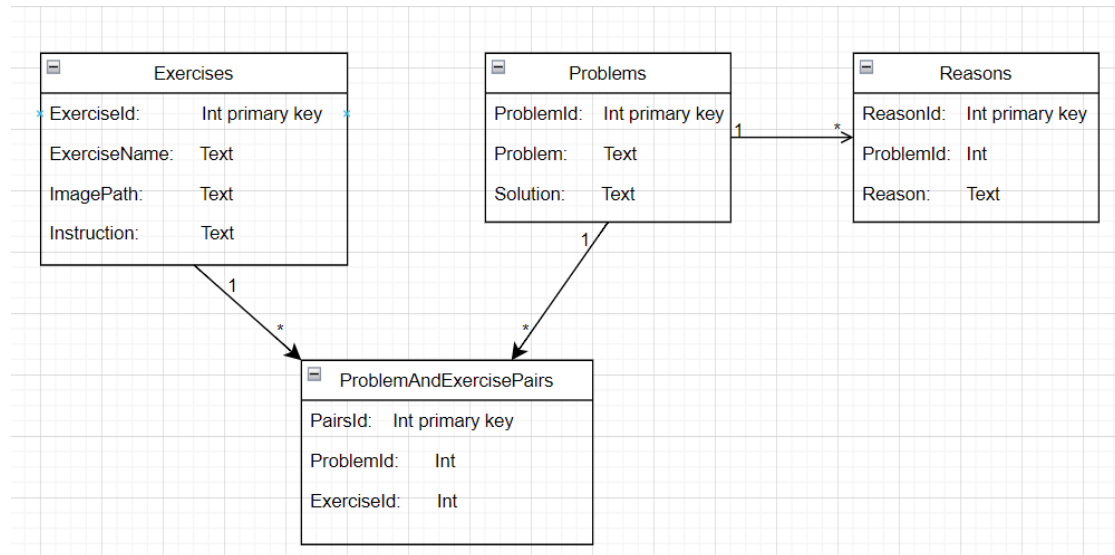 Exercises
ExerciseId: Int primary key
ExerciseName: Text
ImagePath: Text
Instruction: Text
Problems
ProblemId: Int primary key
Problem: Text
Solution: Text
Reasons
ReasonId: Int primary key
ProblemId: Int
Reason: Text
1
*
1
*
1
*
ProblemAndExercisePairs
PairsId: Int primary key
ProblemId: Int
ExerciseId: Int